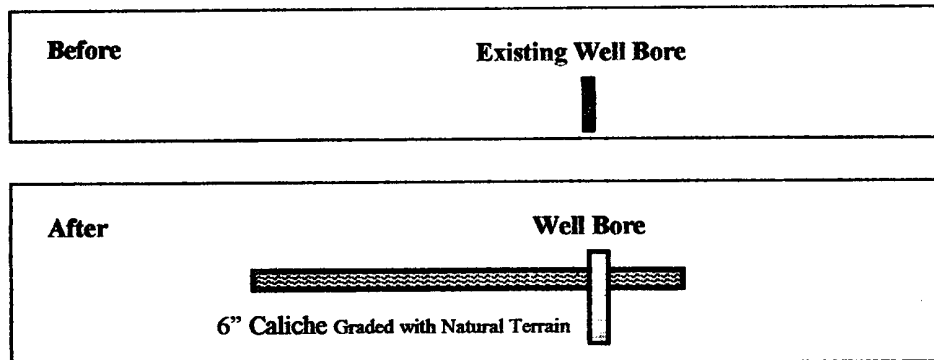 Before
Existing Well Bore
After
Well Bore
6” Caliche Graded with Natural Terrain